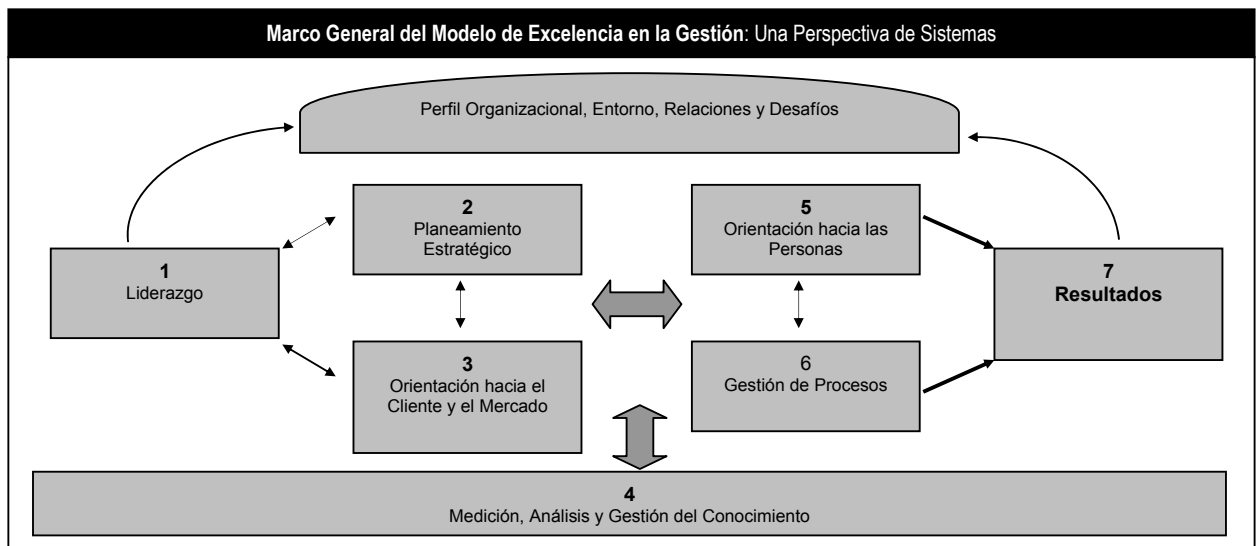 Marco General del Modelo de Excelencia en la Gestión: Una Perspectiva de Sistemas
Perfil Organizacional, Entorno, Relaciones y Desafíos
1
Liderazgo
2
Planeamiento
Estratégico
3
Orientación hacia el
Cliente y el Mercado
5
Orientación hacia las
Personas
6
Gestión de Procesos
7
Resultados
4
Medición, Análisis y Gestión del Conocimiento